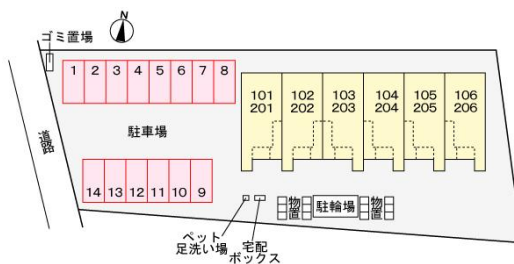 N
ゴミ置場
1 2 3 4 5 6 7 8
101 102 103 104 105 106
201 202 203 204 205 206
駐車場
道路
14 13 12 11 10 9
物置
駐輪場
物置
ペット
足洗い場
宅配
ボックス